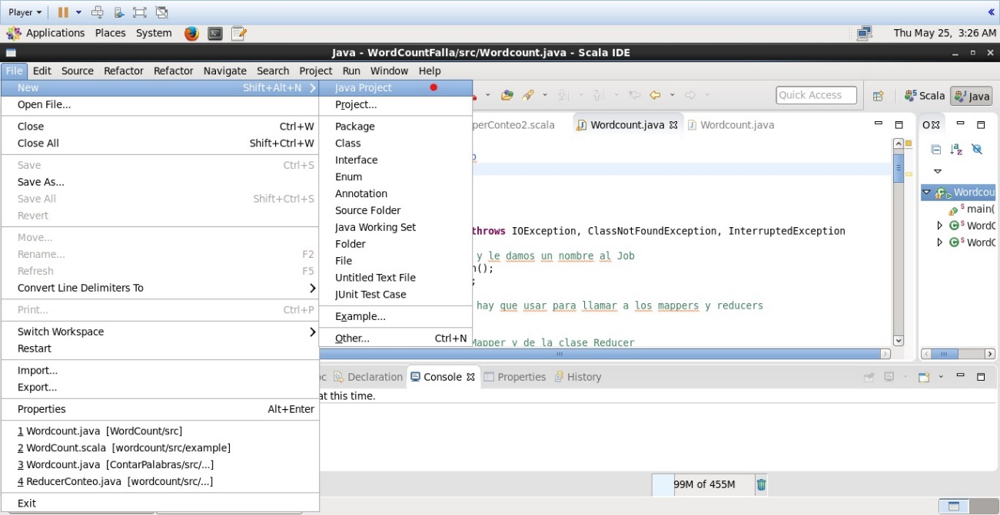 Player
Applications Places System Thu May 25, 3:26 AM
Java - WordCountFalla/src/Wordcount.java - Scala IDE
File Edit Source Refactor Refactor Navigate Search Project Run Window Help
New Shift+Alt+N
Open File...
Close Ctrl+W
Close All Shift+Ctrl+W
Save Ctrl+S
Save As...
Save All Shift+Ctrl+S
Revert
Move...
Rename... F2
Refresh F5
Convert Line Delimiters To
Print... Ctrl+P
Switch Workspace
Restart
Import...
Export...
Properties Alt+Enter
1 Wordcount.java [WordCount/src]
2 WordCount.scala [wordcount/src/example]
3 Wordcount.java [ContarPalabras/src/...]
4 ReducerConteo.java [wordcount/src/...]
Exit
Java Project
Project...
Package
Class
Interface
Enum
Annotation
Source Folder
Java Working Set
Folder
File
Untitled Text File
JUnit Test Case
Example...
Other... Ctrl+N
Quick Access Scala Java
perConteo2.scala Wordcount.java Wordcount.java
throws IOException, ClassNotFoundException, InterruptedException
y le damos un nombre al Job
();
;
hay que usar para llamar a los mappers y reducers
Mapper y de la clase Reducer
O
Wordcou
main(
WordC
WordC
Declaration Console Properties History
at this time.
99M of 455M